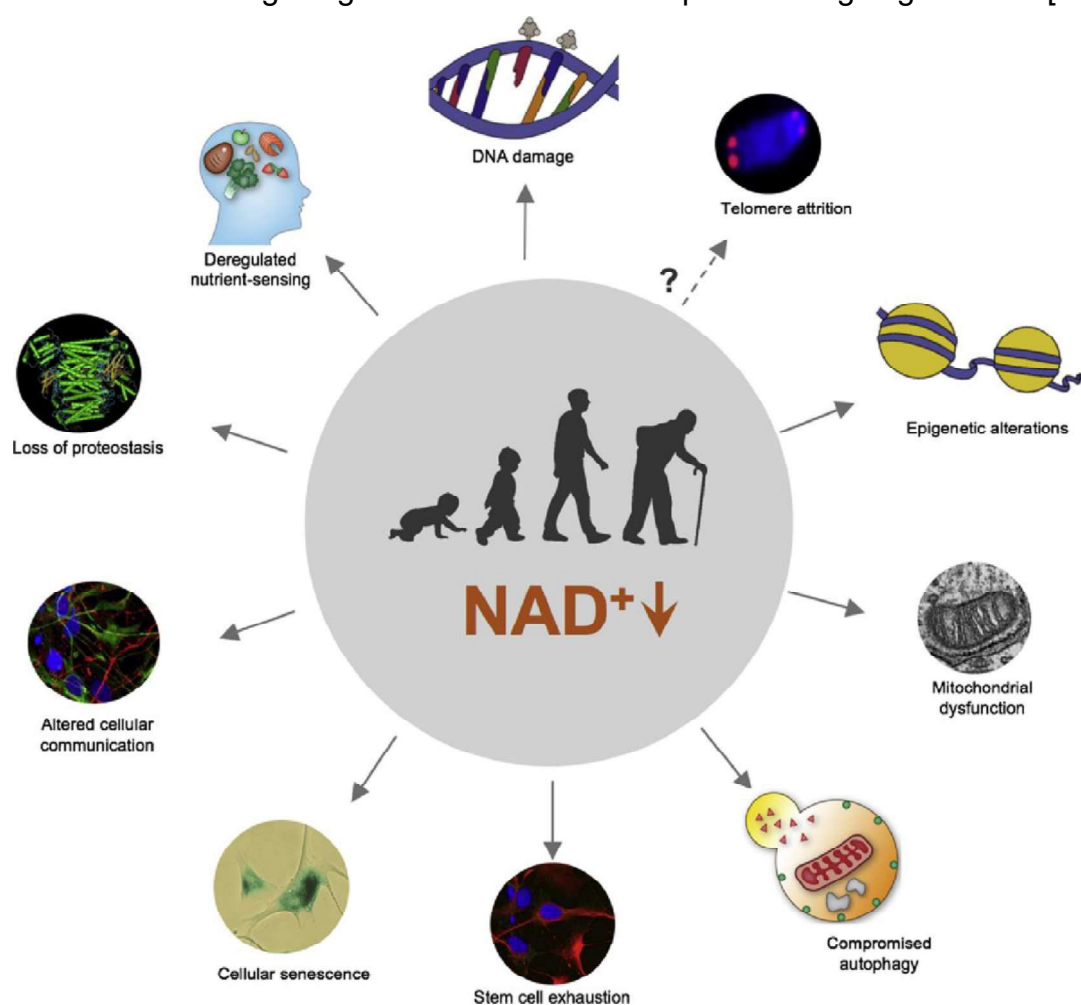 DNA damage
Telomere attrition
Deregulated
nutrient-sensing
?
Epigenetic alterations
Loss of proteostasis
NAD⁺↓
Mitochondrial
dysfunction
Altered cellular
communication
Compromised
autophagy
Cellular senescence
Stem cell exhaustion